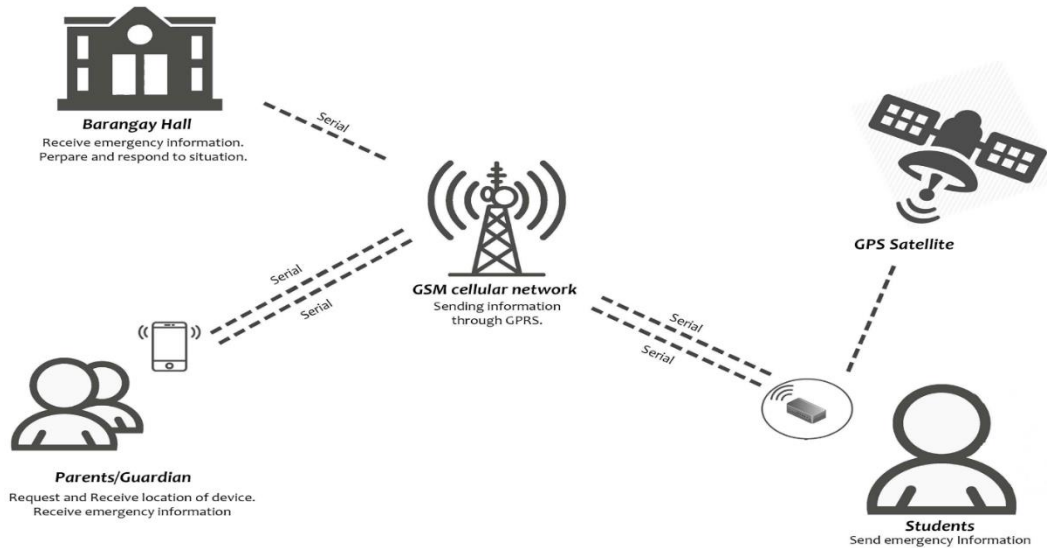 Barangay Hall
Receive emergency information.
Perpare and respond to situation.
Serial
GPS Satellite
GSM cellular network
Sending information
through GPRS.
Serial
Serial
Serial
Serial
Parents/Guardian
Request and Receive location of device.
Receive emergency information
Students
Send emergency Information